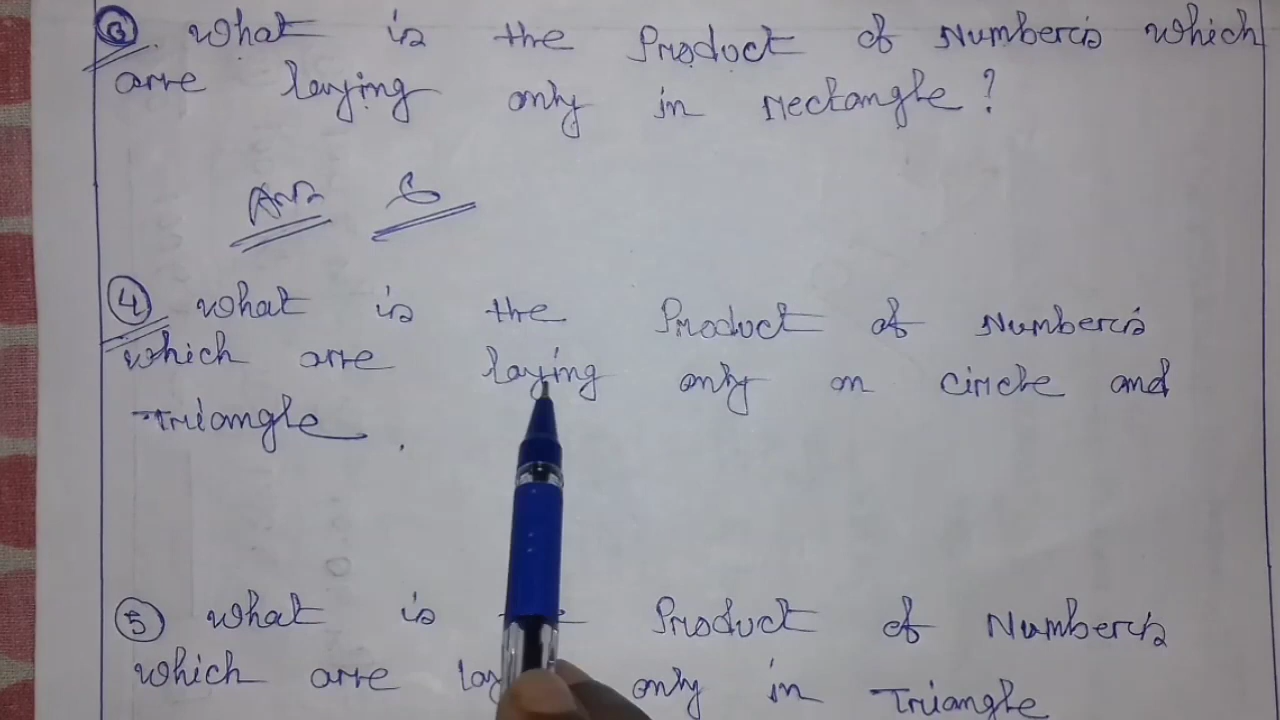 ③. What is the Product of Numbers which
are laying only in rectangle?
Ans 6
④ What is the Product of Numbers
which are laying only in circle and
Triangle.
⑤ What is Product of Numbers
which are only in Triangle